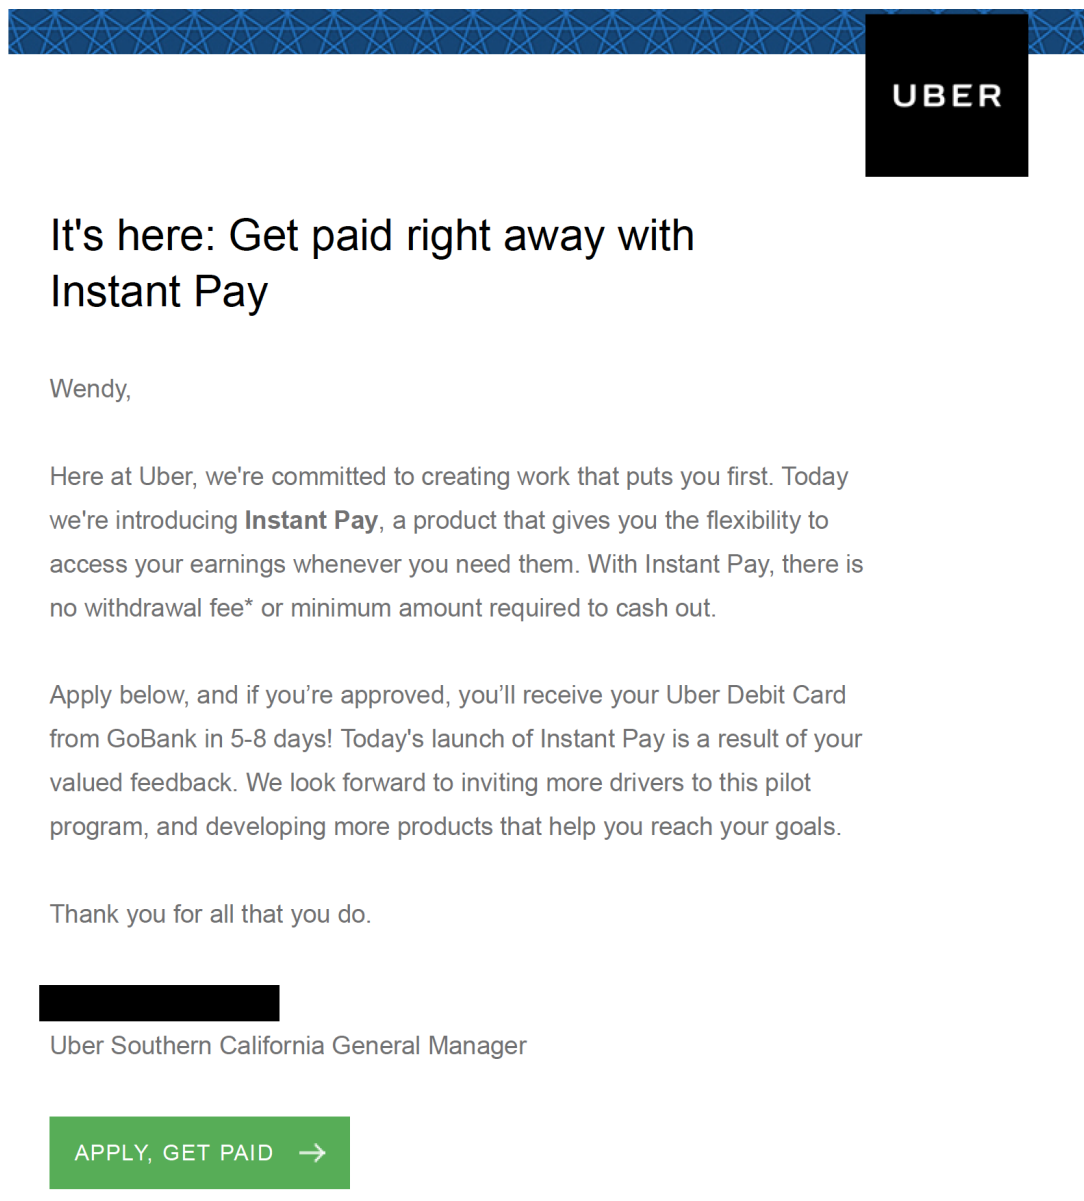 UBER
It's here: Get paid right away with
Instant Pay
Wendy,
Here at Uber, we're committed to creating work that puts you first. Today
we're introducing Instant Pay, a product that gives you the flexibility to
access your earnings whenever you need them. With Instant Pay, there is
no withdrawal fee* or minimum amount required to cash out.
Apply below, and if you’re approved, you’ll receive your Uber Debit Card
from GoBank in 5-8 days! Today's launch of Instant Pay is a result of your
valued feedback. We look forward to inviting more drivers to this pilot
program, and developing more products that help you reach your goals.
Thank you for all that you do.
Uber Southern California General Manager
APPLY, GET PAID →